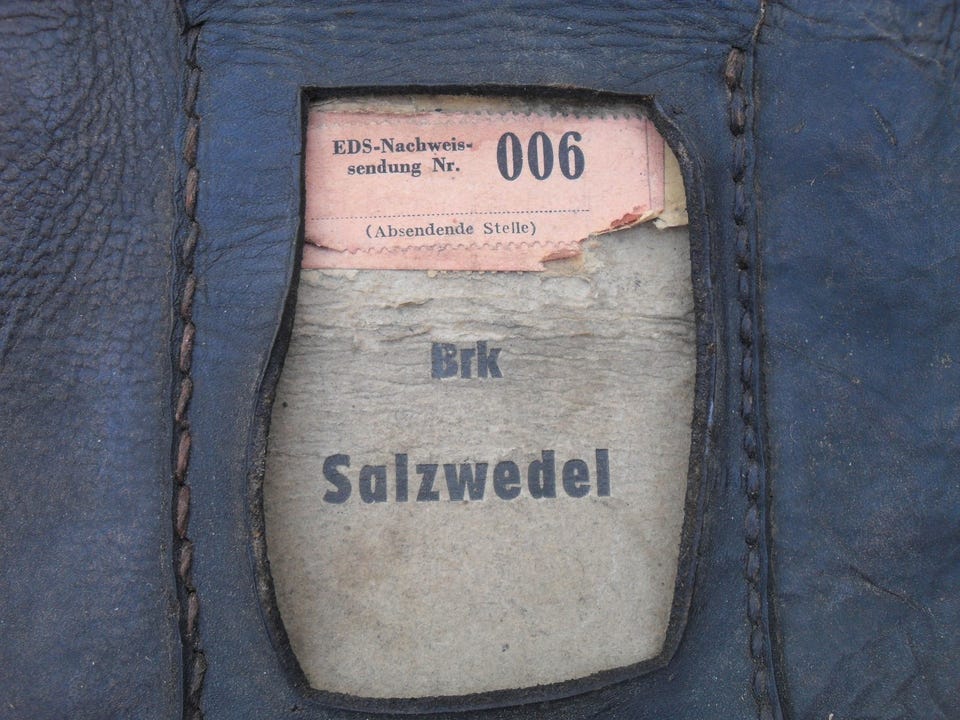 EDS-Nachweis-
sendung Nr. 006
(Absendende Stelle)
Brk
Salzwedel